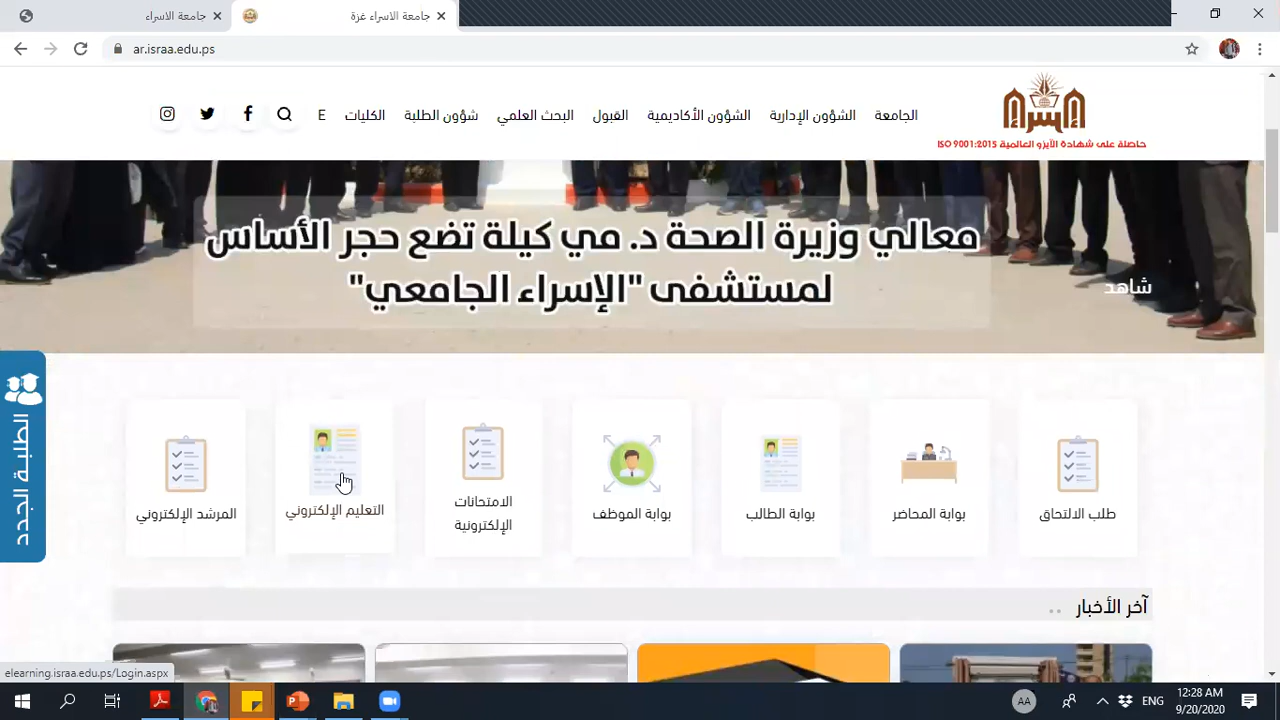 جامعة الاسراء
جامعة الاسراء غزة
ar.israa.edu.ps
حاصلة على شهادة الآيزو العالمية ISO 9001:2015
الجامعة
الشؤون الإدارية
الشؤون الأكاديمية
القبول
البحث العلمي
شؤون الطلبة
الكليات
E
معالي وزيرة الصحة د. مي كيلة تضع حجر الأساس
لمستشفى "الإسراء الجامعي"
شاهد
الطلبة الجدد
طلب الالتحاق
بوابة المحاضر
بوابة الطالب
بوابة الموظف
الامتحانات
الإلكترونية
التعليم الإلكتروني
المرشد الإلكتروني
آخر الأخبار ..
elearning.israa.edu.ps/Login.aspx
AA
ENG
12:28 AM
9/20/2020